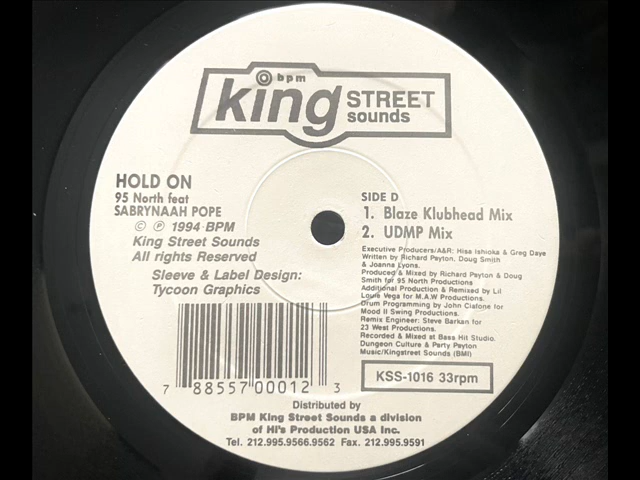 bpm
king STREET
sounds
HOLD ON
95 North feat
SABRYNAAH POPE
© ℗ 1994 BPM
King Street Sounds
All rights Reserved
Sleeve & Label Design:
Tycoon Graphics
SIDE D
1. Blaze Klubhead Mix
2. UDMP Mix
Executive Producers/A&R: Hisa Ishioka & Greg Daye
Written by Richard Payton, Doug Smith
& Joanna Lyons.
Produced & Mixed by Richard Payton & Doug
Smith for 95 North Productions
Additional Production & Remixed by Lil
Louis Vega for M.A.W Productions.
Drum Programming by John Ciafone for
Mood II Swing Productions.
Remix Engineer: Steve Barkan for
23 West Productions.
Recorded & Mixed at Bass Hit Studio.
Dungeon Culture & Party Payton
Music/Kingstreet Sounds (BMI)
7 88557 00012 3
KSS-1016 33rpm
Distributed by
BPM King Street Sounds a division
of Hi's Production USA Inc.
Tel. 212.995.9566.9562 Fax. 212.995.9591